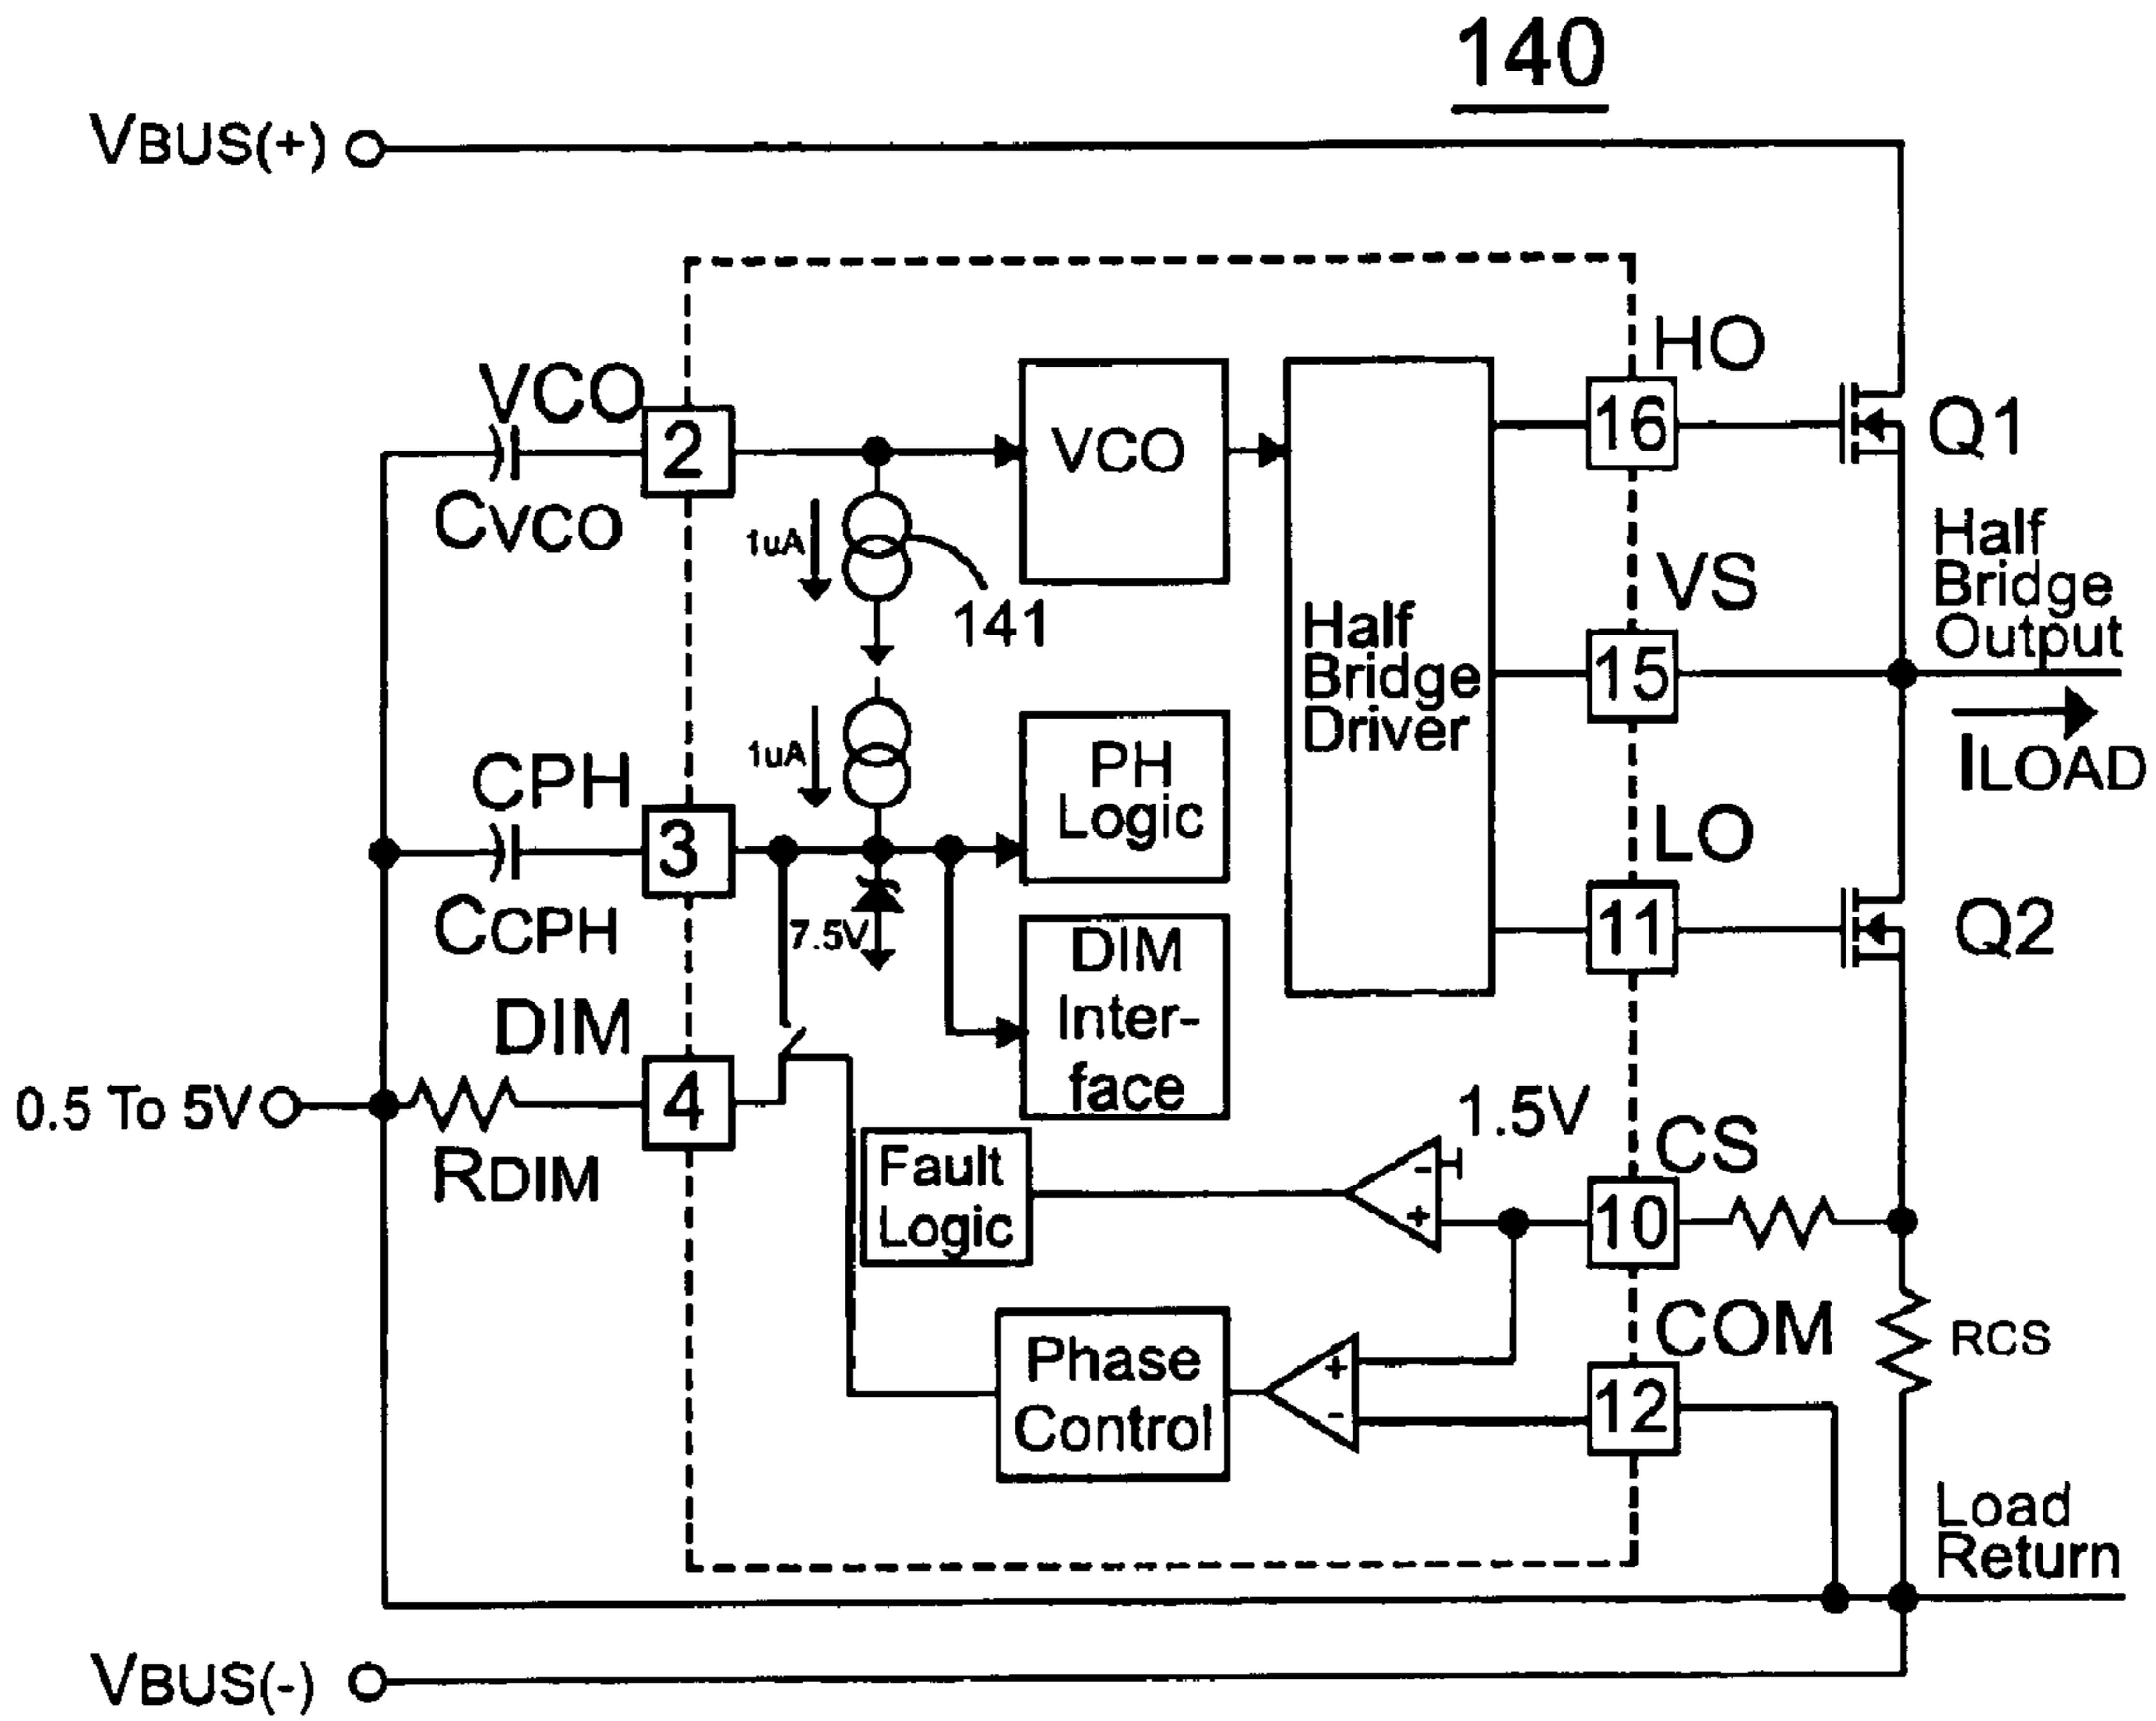 140
VBUS(+)
HO
VCO
2
CVCO
1uA
141
VCO
Half
Bridge
Driver
16
Q1
VS
15
Half
Bridge
Output
ILOAD
1uA
CPH
3
CCPH
7.5V
PH
Logic
LO
11
Q2
DIM
Inter-
face
DIM
4
0.5 To 5V
RDIM
1.5V
CS
-
+
10
Fault
Logic
COM
RCS
Phase
Control
+
-
12
Load
Return
VBUS(-)